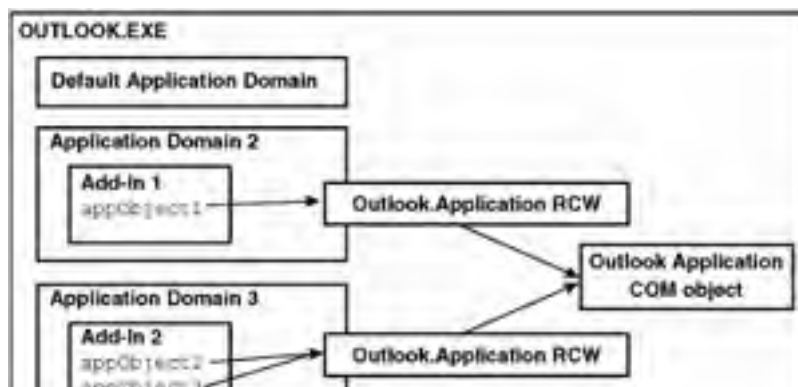 OUTLOOK.EXE
Default Application Domain
Application Domain 2
Add-in 1
appObject1
Outlook.Application RCW
Outlook Application
COM object
Application Domain 3
Add-in 2
appObject2
Outlook.Application RCW